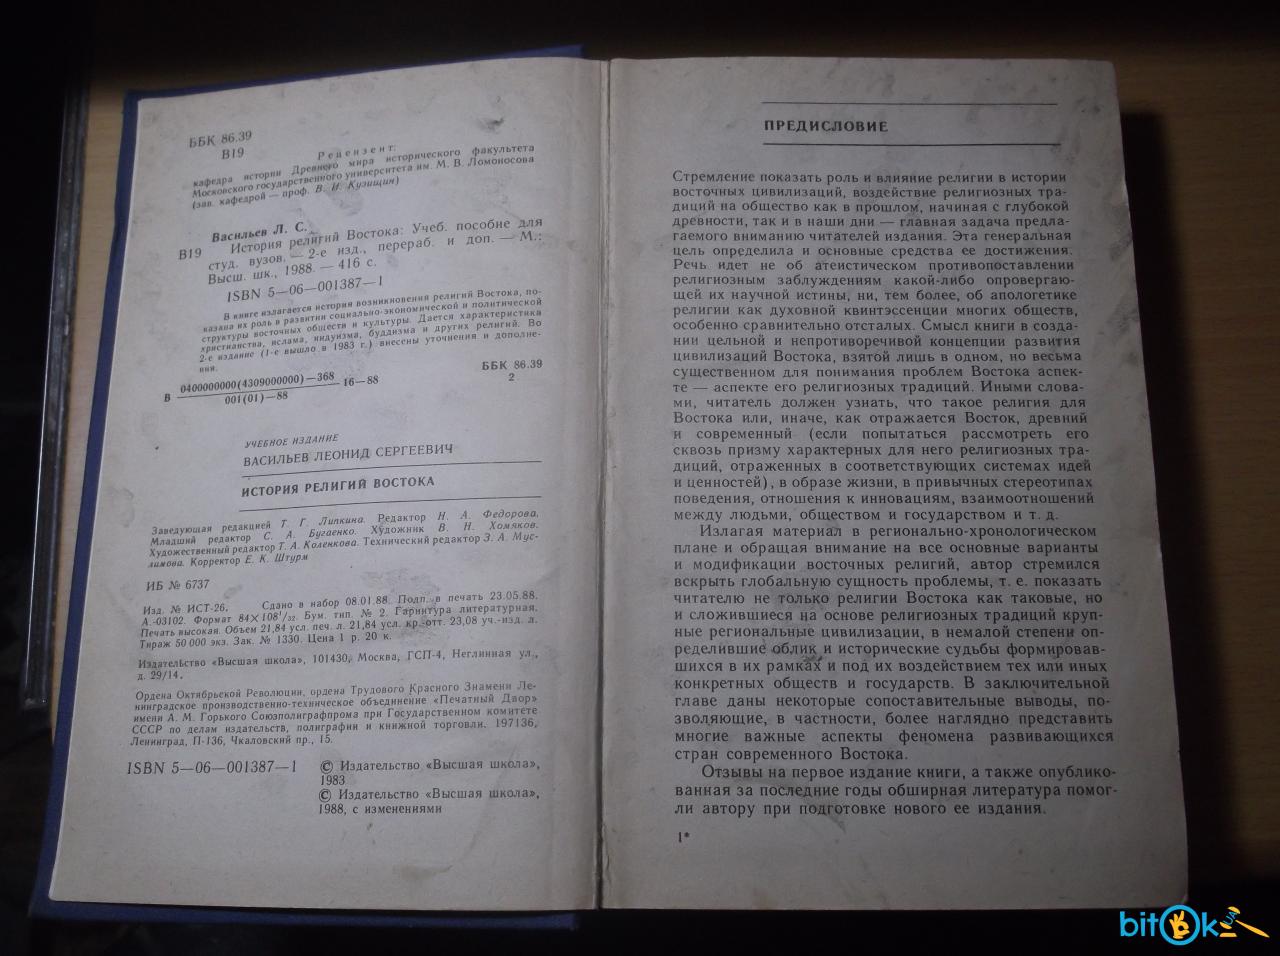 ББК 86.39
В19
Рецензент:
кафедра истории Древнего мира исторического факультета
Московского государственного университета им. М. В. Ломоносова
(зав. кафедрой — проф. В. И. Кузищин)
Васильев Л. С.
В19 История религий Востока: Учеб. пособие для
студ. вузов. — 2-е изд., перераб. и доп. — М.:
Высш. шк., 1988. — 416 с.
ISBN 5—06—001387—1
В книге излагается история возникновения религий Востока, по-
казана их роль в развитии социально-экономической и политической
структуры восточных обществ и культуры. Дается характеристика
христианства, ислама, индуизма, буддизма и других религий. Во
2-е издание (1-е вышло в 1983 г.) внесены уточнения и дополне-
ния.
В 0400000000(4309000000)—368
001(01)—88
16—88
ББК 86.39
2
УЧЕБНОЕ ИЗДАНИЕ
ВАСИЛЬЕВ ЛЕОНИД СЕРГЕЕВИЧ
ИСТОРИЯ РЕЛИГИЙ ВОСТОКА
Заведующая редакцией Т. Г. Липкина. Редактор Н. А. Федорова.
Младший редактор С. А. Бугаенко. Художник В. Н. Хомяков.
Художественный редактор Т. А. Коленкова. Технический редактор З. А. Мус-
лимова. Корректор Е. К. Штурм
ИБ № 6737
Изд. № ИСТ-26. Сдано в набор 08.01.88. Подп. в печать 23.05.88.
А-03102. Формат 84×108¹/₃₂. Бум. тип. № 2. Гарнитура литературная.
Печать высокая. Объем 21,84 усл. печ. л. 21,84 усл. кр.-отт. 23,08 уч.-изд. л.
Тираж 50 000 экз. Зак. № 1330. Цена 1 р. 20 к.
Издательство «Высшая школа», 101430, Москва, ГСП-4, Неглинная ул.,
д. 29/14.
Ордена Октябрьской Революции, ордена Трудового Красного Знамени Ле-
нинградское производственно-техническое объединение «Печатный Двор»
имени А. М. Горького Союзполиграфпрома при Государственном комитете
СССР по делам издательств, полиграфии и книжной торговли. 197136,
Ленинград, П-136, Чкаловский пр., 15.
ISBN 5—06—001387—1
© Издательство «Высшая школа»,
1983
© Издательство «Высшая школа»,
1988, с изменениями
ПРЕДИСЛОВИЕ
Стремление показать роль и влияние религии в истории
восточных цивилизаций, воздействие религиозных тра-
диций на общество как в прошлом, начиная с глубокой
древности, так и в наши дни — главная задача предла-
гаемого вниманию читателей издания. Эта генеральная
цель определила и основные средства ее достижения.
Речь идет не об атеистическом противопоставлении
религиозным заблуждениям какой-либо опровергаю-
щей их научной истины, ни, тем более, об апологетике
религии как духовной квинтэссенции многих обществ,
особенно сравнительно отсталых. Смысл книги в созда-
нии цельной и непротиворечивой концепции развития
цивилизаций Востока, взятой лишь в одном, но весьма
существенном для понимания проблем Востока аспек-
те — аспекте его религиозных традиций. Иными слова-
ми, читатель должен узнать, что такое религия для
Востока или, иначе, как отражается Восток, древний
и современный (если попытаться рассмотреть его
сквозь призму характерных для него религиозных тра-
диций, отраженных в соответствующих системах идей
и ценностей), в образе жизни, в привычных стереотипах
поведения, отношения к инновациям, взаимоотношений
между людьми, обществом и государством и т. д.
Излагая материал в регионально-хронологическом
плане и обращая внимание на все основные варианты
и модификации восточных религий, автор стремился
вскрыть глобальную сущность проблемы, т. е. показать
читателю не только религии Востока как таковые, но
и сложившиеся на основе религиозных традиций круп-
ные региональные цивилизации, в немалой степени оп-
ределившие облик и исторические судьбы формировав-
шихся в их рамках и под их воздействием тех или иных
конкретных обществ и государств. В заключительной
главе даны некоторые сопоставительные выводы, по-
зволяющие, в частности, более наглядно представить
многие важные аспекты феномена развивающихся
стран современного Востока.
Отзывы на первое издание книги, а также опублико-
ванная за последние годы обширная литература помог-
ли автору при подготовке нового ее издания.
1*
bitOk UA